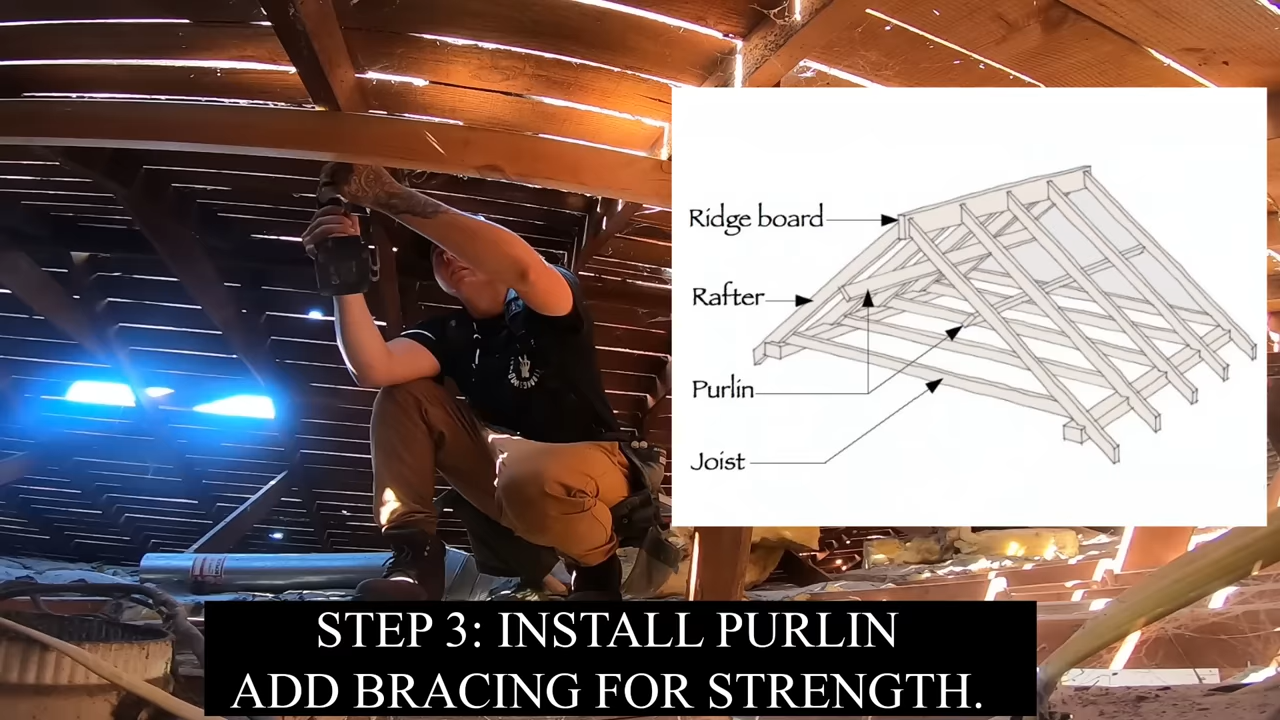 Ridge board
Rafter
Purlin
Joist
STEP 3: INSTALL PURLIN
ADD BRACING FOR STRENGTH.